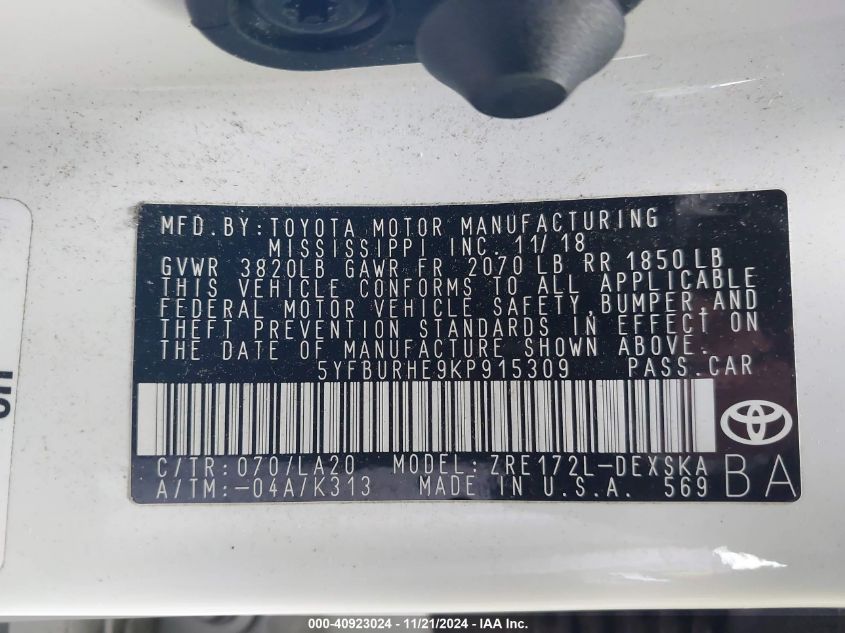 MFD. BY: TOYOTA MOTOR MANUFACTURING
MISSISSIPPI INC. 11/18
GVWR 3820LB GAWR FR 2070LB RR 1850LB
THIS VEHICLE CONFORMS TO ALL APPLICABLE
FEDERAL MOTOR VEHICLE SAFETY, BUMPER, AND
THEFT PREVENTION STANDARDS IN EFFECT ON
THE DATE OF MANUFACTURE SHOWN ABOVE.
5YFBURHE9KP915309 PASS. CAR
C/TR: 070/LA20 MODEL: ZRE172L-DEXSKA
A/TM: -04A/K313 MADE IN U.S.A. 569
BA
000-40923024 - 11/21/2024 - IAA Inc.